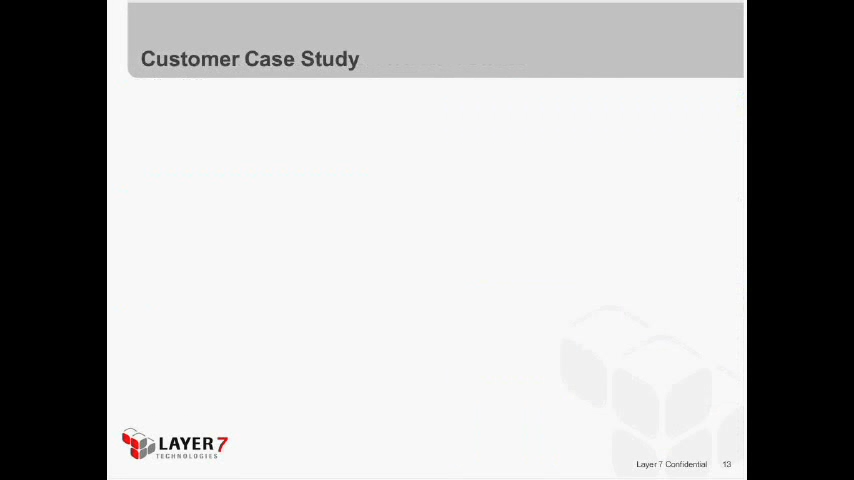 Customer Case Study
LAYER 7
TECHNOLOGIES
Layer 7 Confidential 13